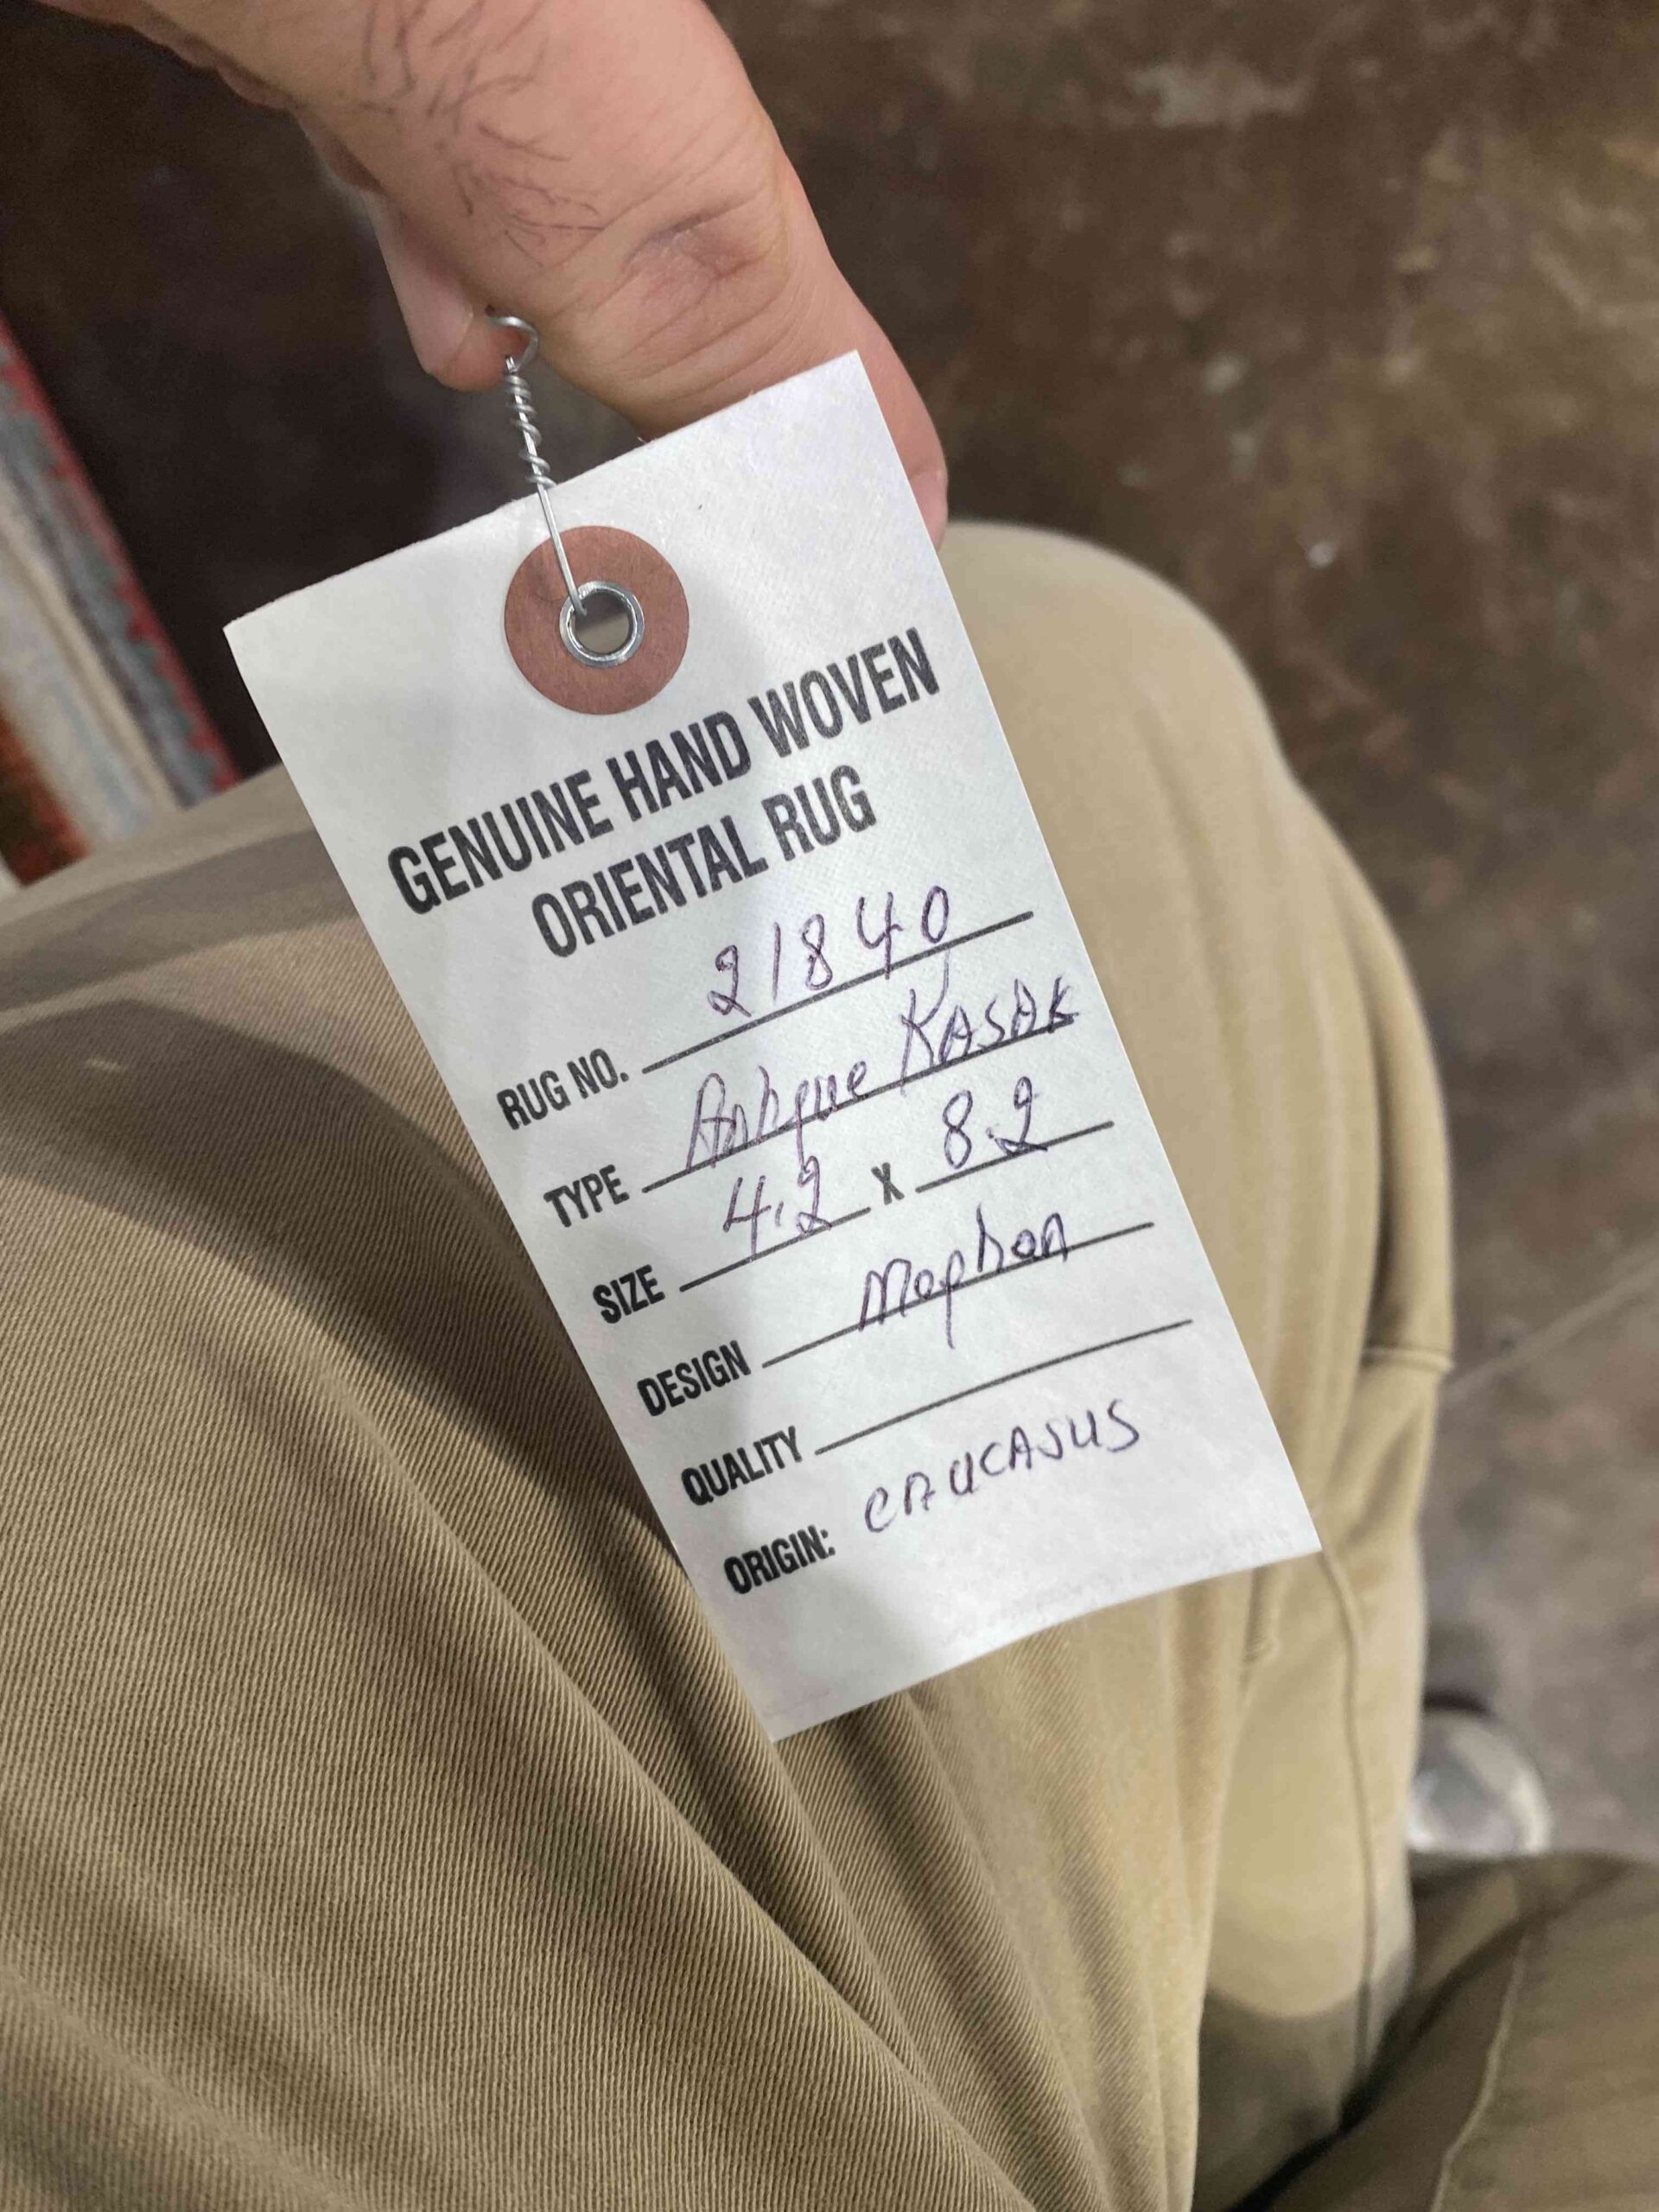 GENUINE HAND WOVEN
ORIENTAL RUG
RUG NO. 21840
TYPE Antique KASAK
SIZE 4.2 x 8.2
DESIGN
QUALITY
ORIGIN: CAUCASUS